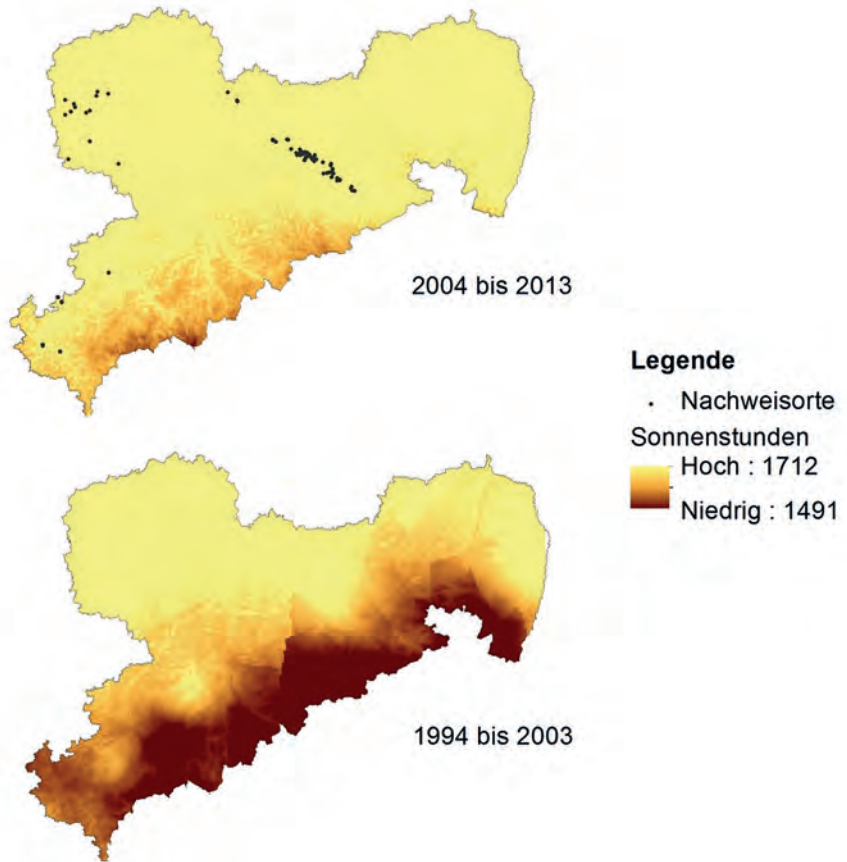 2004 bis 2013
Legende
Nachweisorte
Sonnenstunden
Hoch : 1712
Niedrig : 1491
1994 bis 2003